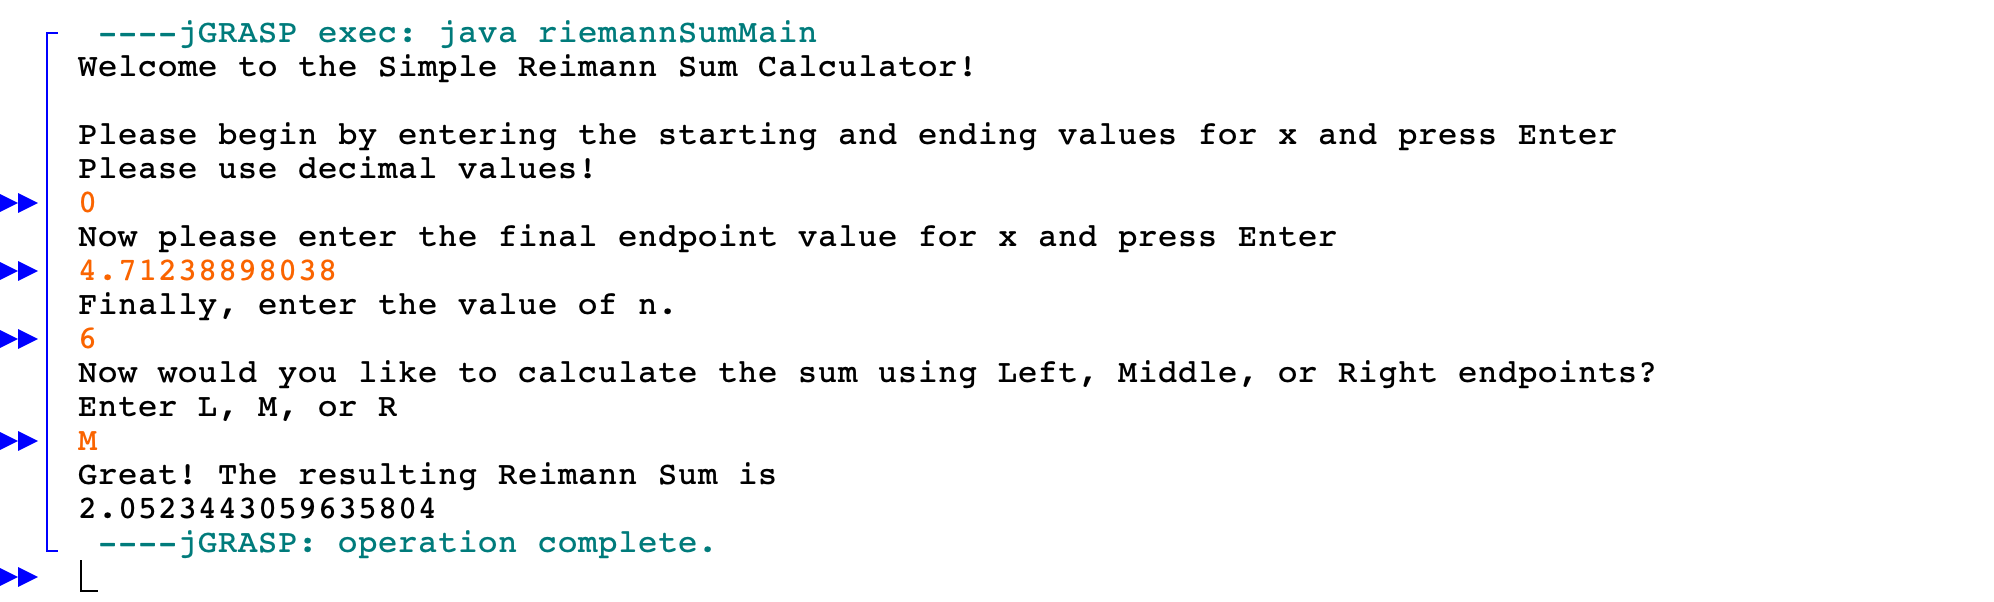 ----jGRASP exec: java riemannSumMain
Welcome to the Simple Reimann Sum Calculator!
Please begin by entering the starting and ending values for x and press Enter
Please use decimal values!
0
Now please enter the final endpoint value for x and press Enter
4.71238898038
Finally, enter the value of n.
6
Now would you like to calculate the sum using Left, Middle, or Right endpoints?
Enter L, M, or R
M
Great! The resulting Reimann Sum is
2.0523443059635804
----jGRASP: operation complete.